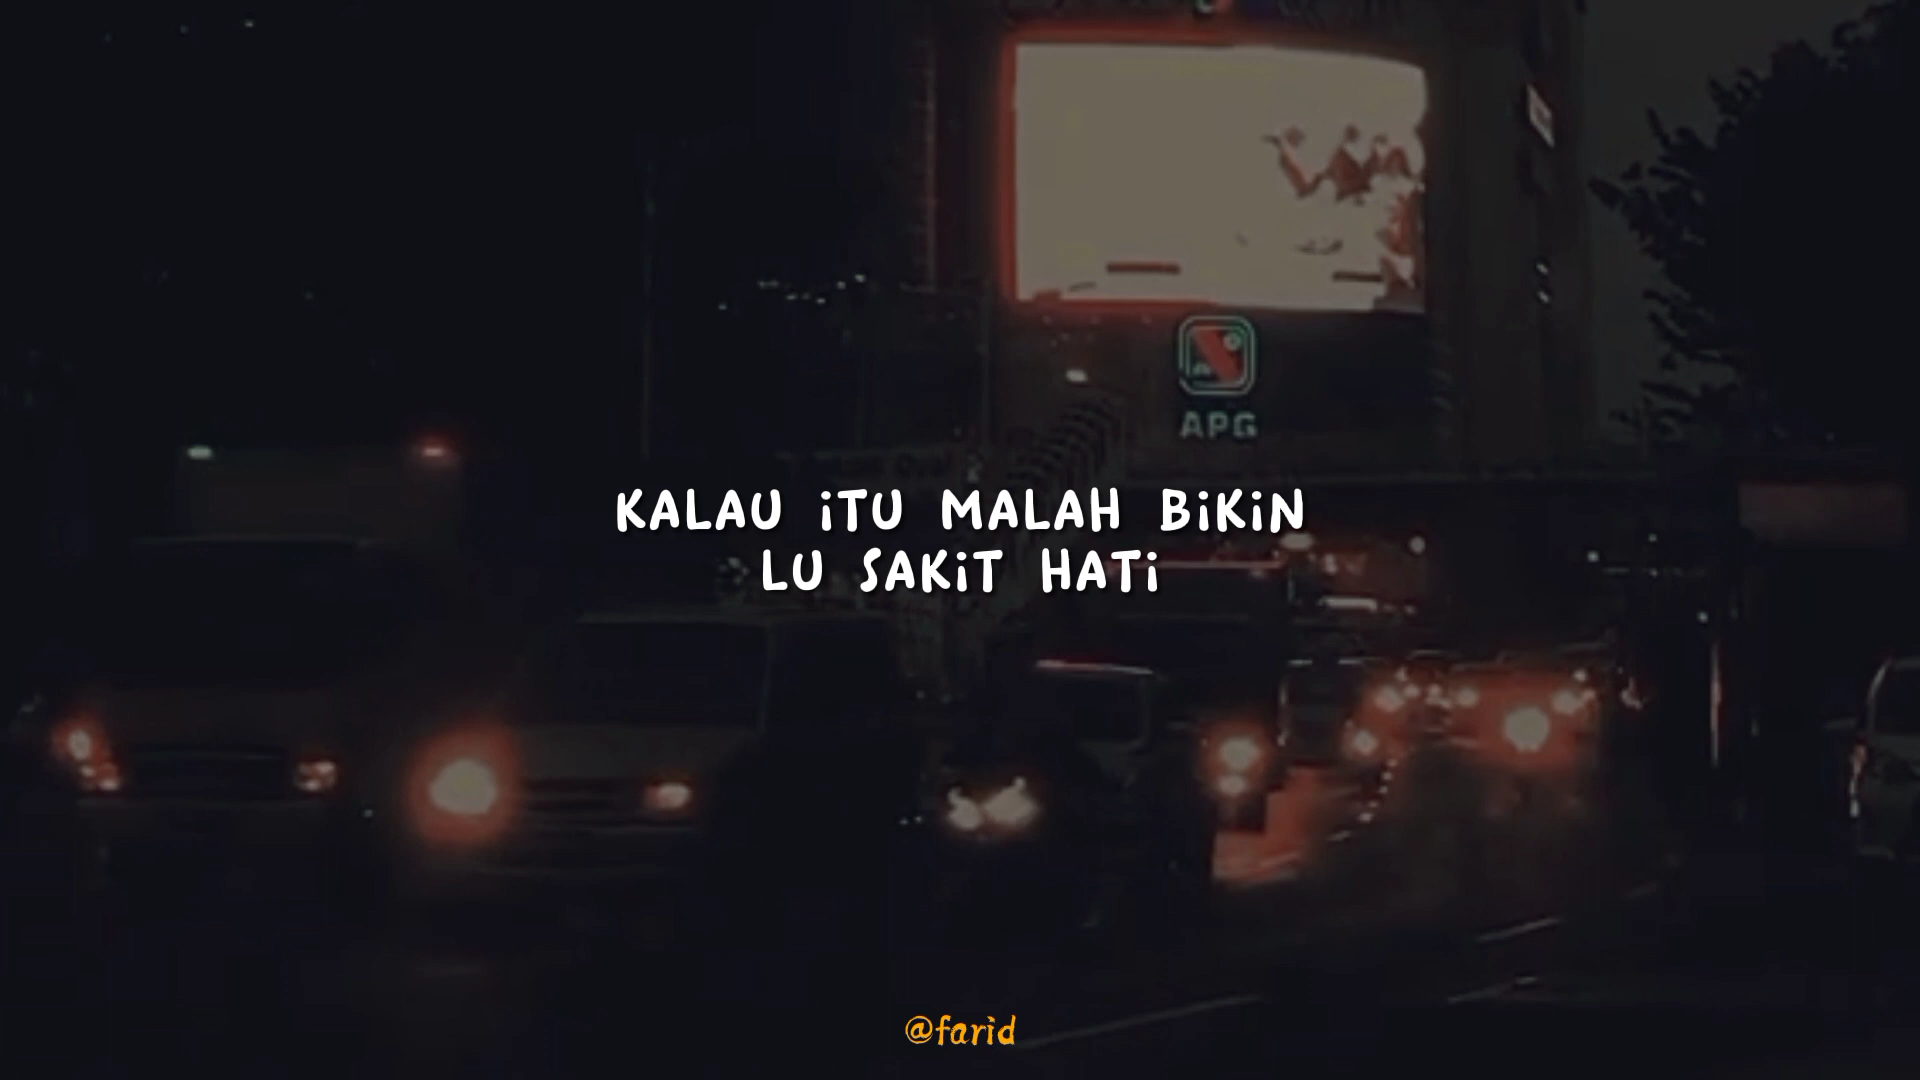 APG
KALAU iTU MALAH BiKiN
LU SAKiT HATi
@farid